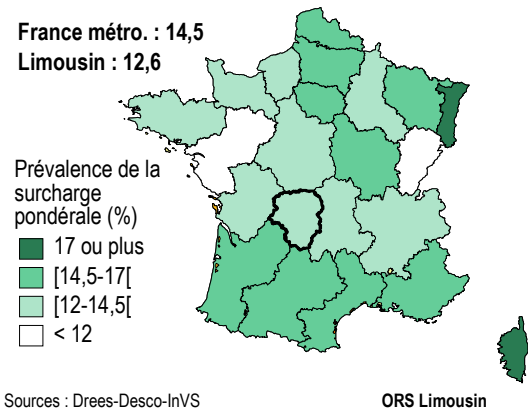 France métro. : 14,5
Limousin : 12,6
Prévalence de la
surcharge
pondérale (%)
17 ou plus
[14,5-17[
[12-14,5[
< 12
Sources : Drees-Desco-InVS
ORS Limousin